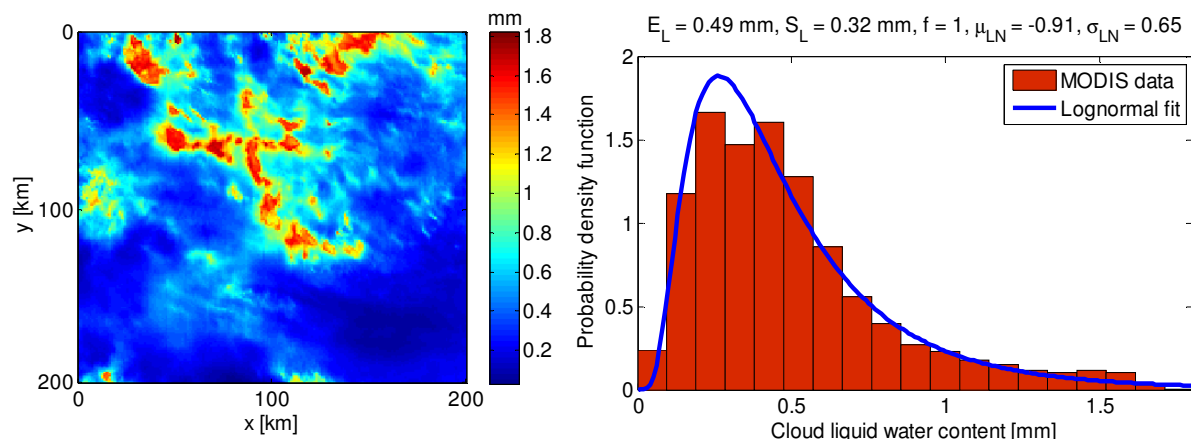 mm
0
100
200
y [km]
0 100 200
x [km]
1.8
1.6
1.4
1.2
1
0.8
0.6
0.4
0.2
E_L = 0.49 mm, S_L = 0.32 mm, f = 1, μ_LN = -0.91, σ_LN = 0.65
MODIS data
Lognormal fit
Probability density function
2
1.5
1
0.5
0
0 0.5 1 1.5
Cloud liquid water content [mm]